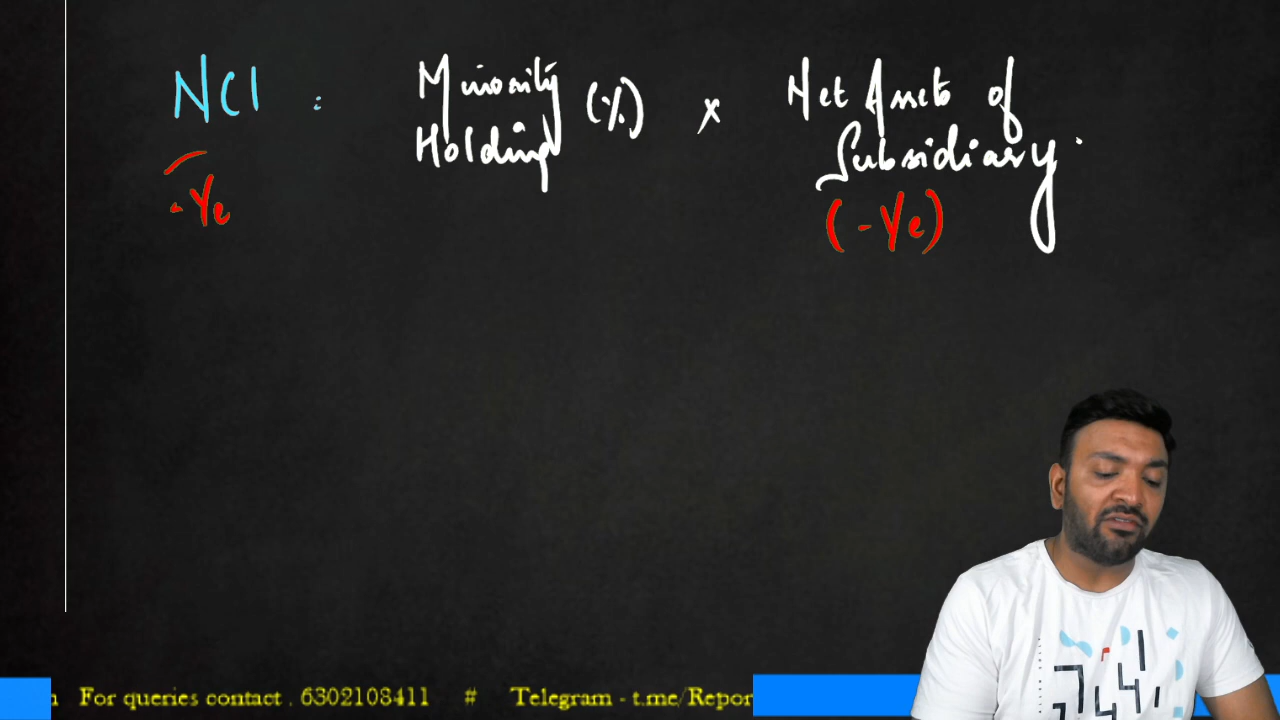 NCI : Minority Holding (%) x Net Assets of Subsidiary.
-Ve (-Ve)
For queries contact . 6302108411 # Telegram - t.me/Repor